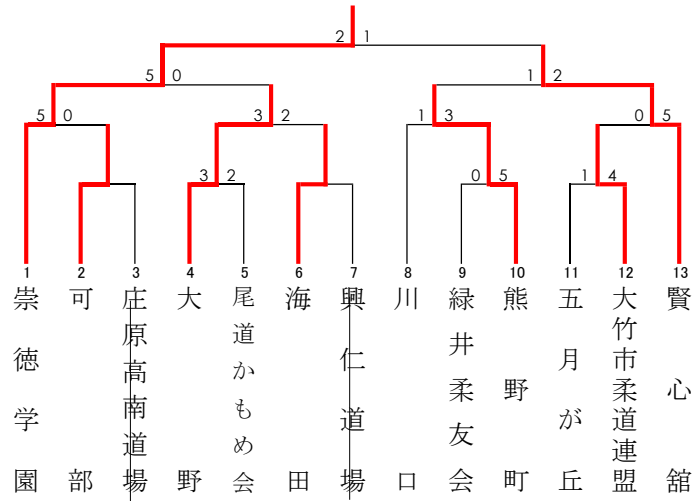 2 1
5 0
1 2
5 0
3 2
1 3
0 5
3 2
0 5
1 4
1 2 3 4 5 6 7 8 9 10 11 12 13
崇徳学園
可部
庄原高南道場
大野
尾道かもめ会
海田
興仁道場
川口
緑井柔友会
熊野町
五月が丘
大竹市柔道連盟
賢心舘